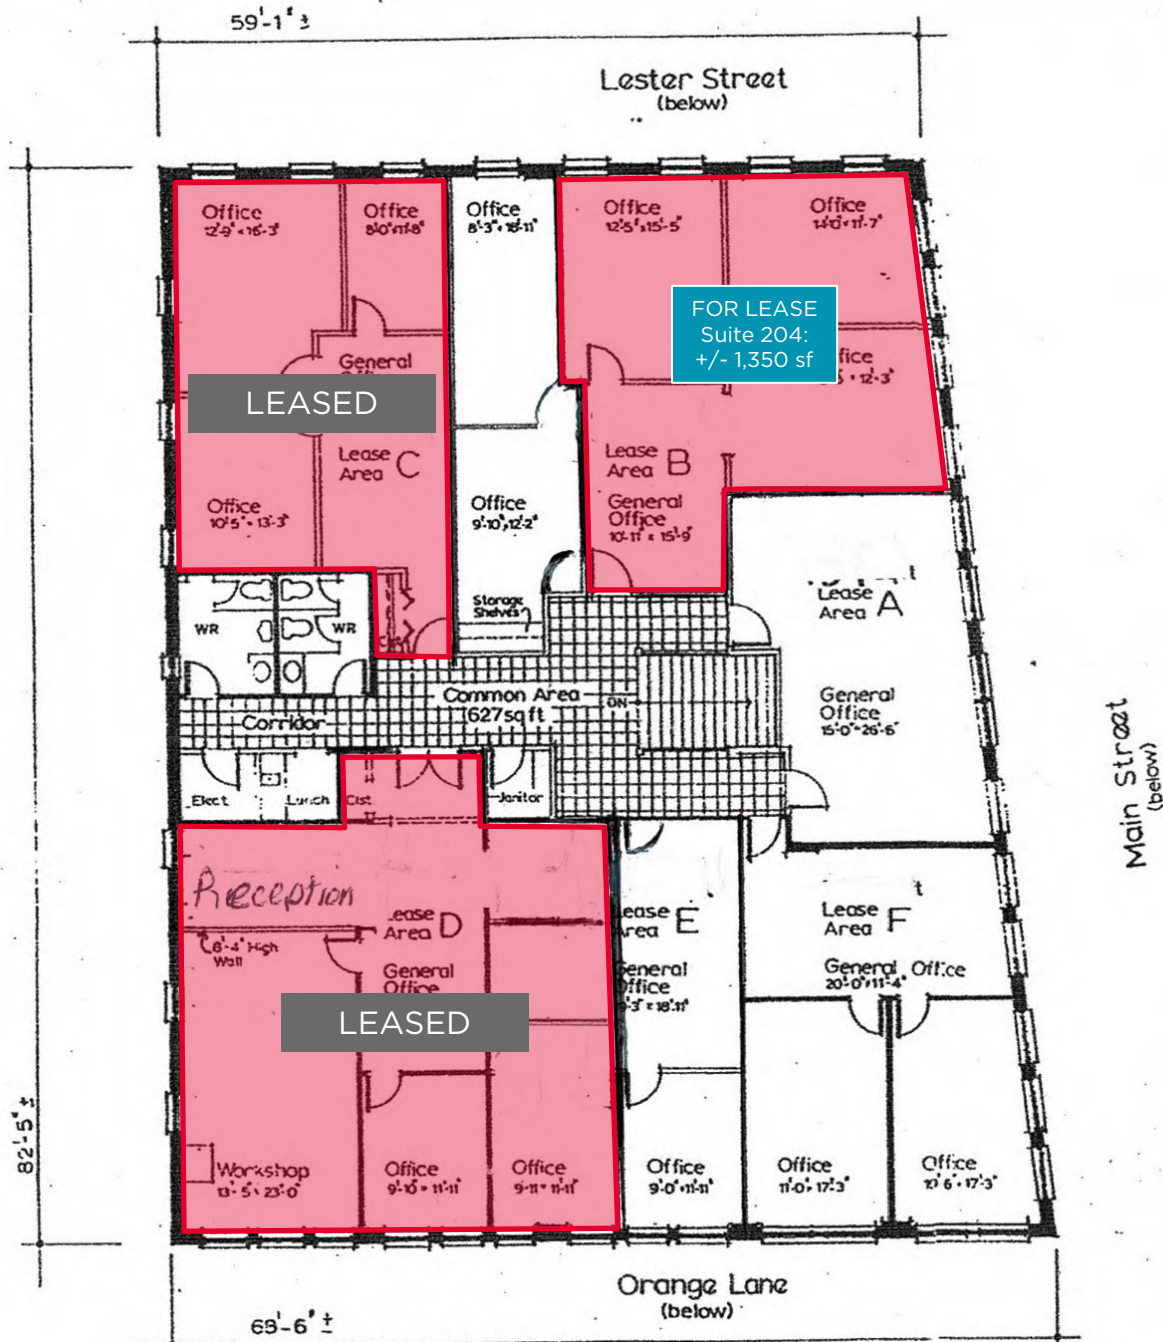 59'-1" ±
Lester Street
(below)
Office
12'-9" × 16'-3"
Office
8'-0" × 11'-8"
Office
8'-3" × 18'-11"
Office
12'-5" × 15'-5"
Office
FOR LEASE
Suite 204:
+/- 1,350 sf
× 12'-3"
General
LEASED
Lease
Area C
Lease
Area B
General
Office
10'-11" × 15'-9"
Office
10'-5" × 13'-3"
Office
9'-10" × 12'-2"
Storage
Shelves
Lease
Area A
WR
WR
General
Office
15'-0" × 26'-6"
Common Area
627 sq ft
DN
Corridor
Main Street
(below)
Elect
Lunch
Clst
Janitor
Reception
8'-4" High
Wall
Lease
Area D
General
Office
LEASED
Lease
Area E
General
Office
9'-3" × 18'-11"
Lease
Area F
General Office
20'-0" × 11'-4"
82'-5" ±
Workshop
13'-5" × 23'-0"
Office
9'-10" × 11'-11"
Office
9'-11" × 11'-11"
Office
9'-0" × 11'-11"
Office
11'-0" × 17'-3"
Office
10'-6" × 17'-3"
Orange Lane
(below)
69'-6" ±